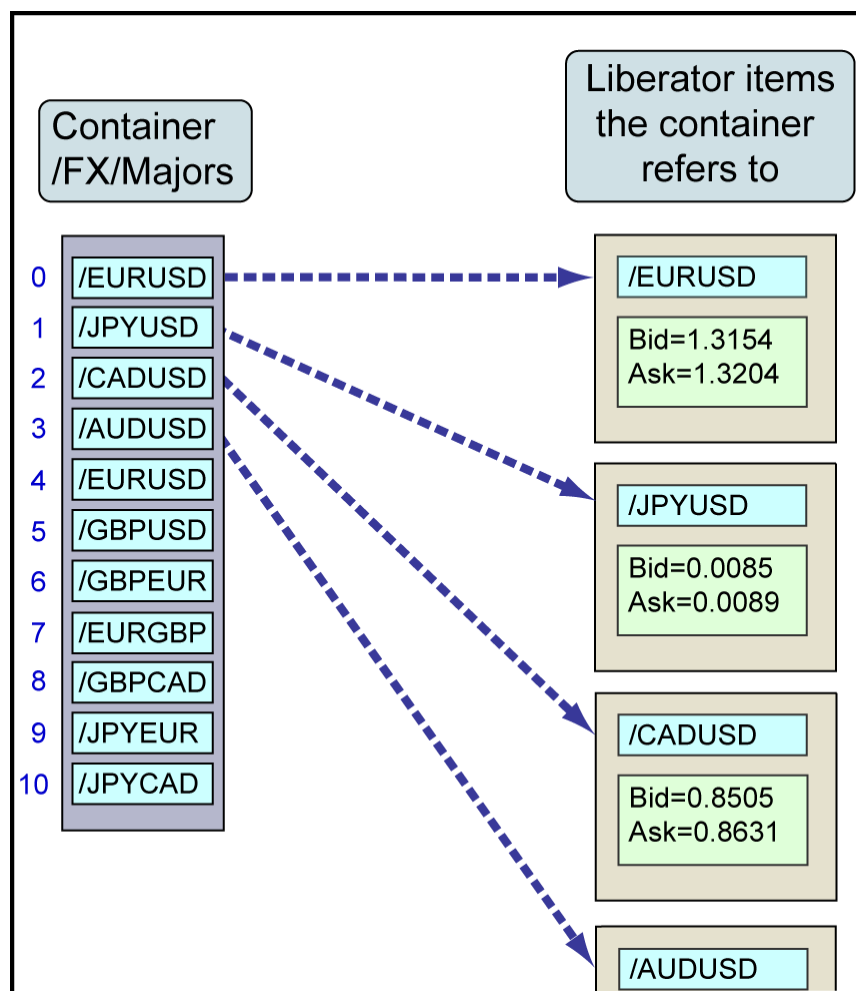 Container
/FX/Majors
Liberator items
the container
refers to
0 /EURUSD
1 /JPYUSD
2 /CADUSD
3 /AUDUSD
4 /EURUSD
5 /GBPUSD
6 /GBPEUR
7 /EURGBP
8 /GBPCAD
9 /JPYEUR
10 /JPYCAD
/EURUSD
Bid=1.3154
Ask=1.3204
/JPYUSD
Bid=0.0085
Ask=0.0089
/CADUSD
Bid=0.8505
Ask=0.8631
/AUDUSD